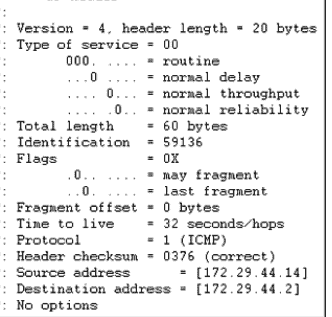 :
: Version = 4, header length = 20 bytes
: Type of service = 00
:       000. .... = routine
:       ...0 .... = normal delay
:       .... 0... = normal throughput
:       .... .0.. = normal reliability
: Total length    = 60 bytes
: Identification  = 59136
: Flags           = 0X
:       .0.. .... = may fragment
:       ..0. .... = last fragment
: Fragment offset = 0 bytes
: Time to live    = 32 seconds/hops
: Protocol        = 1 (ICMP)
: Header checksum = 0376 (correct)
: Source address      = [172.29.44.14]
: Destination address = [172.29.44.2]
: No options